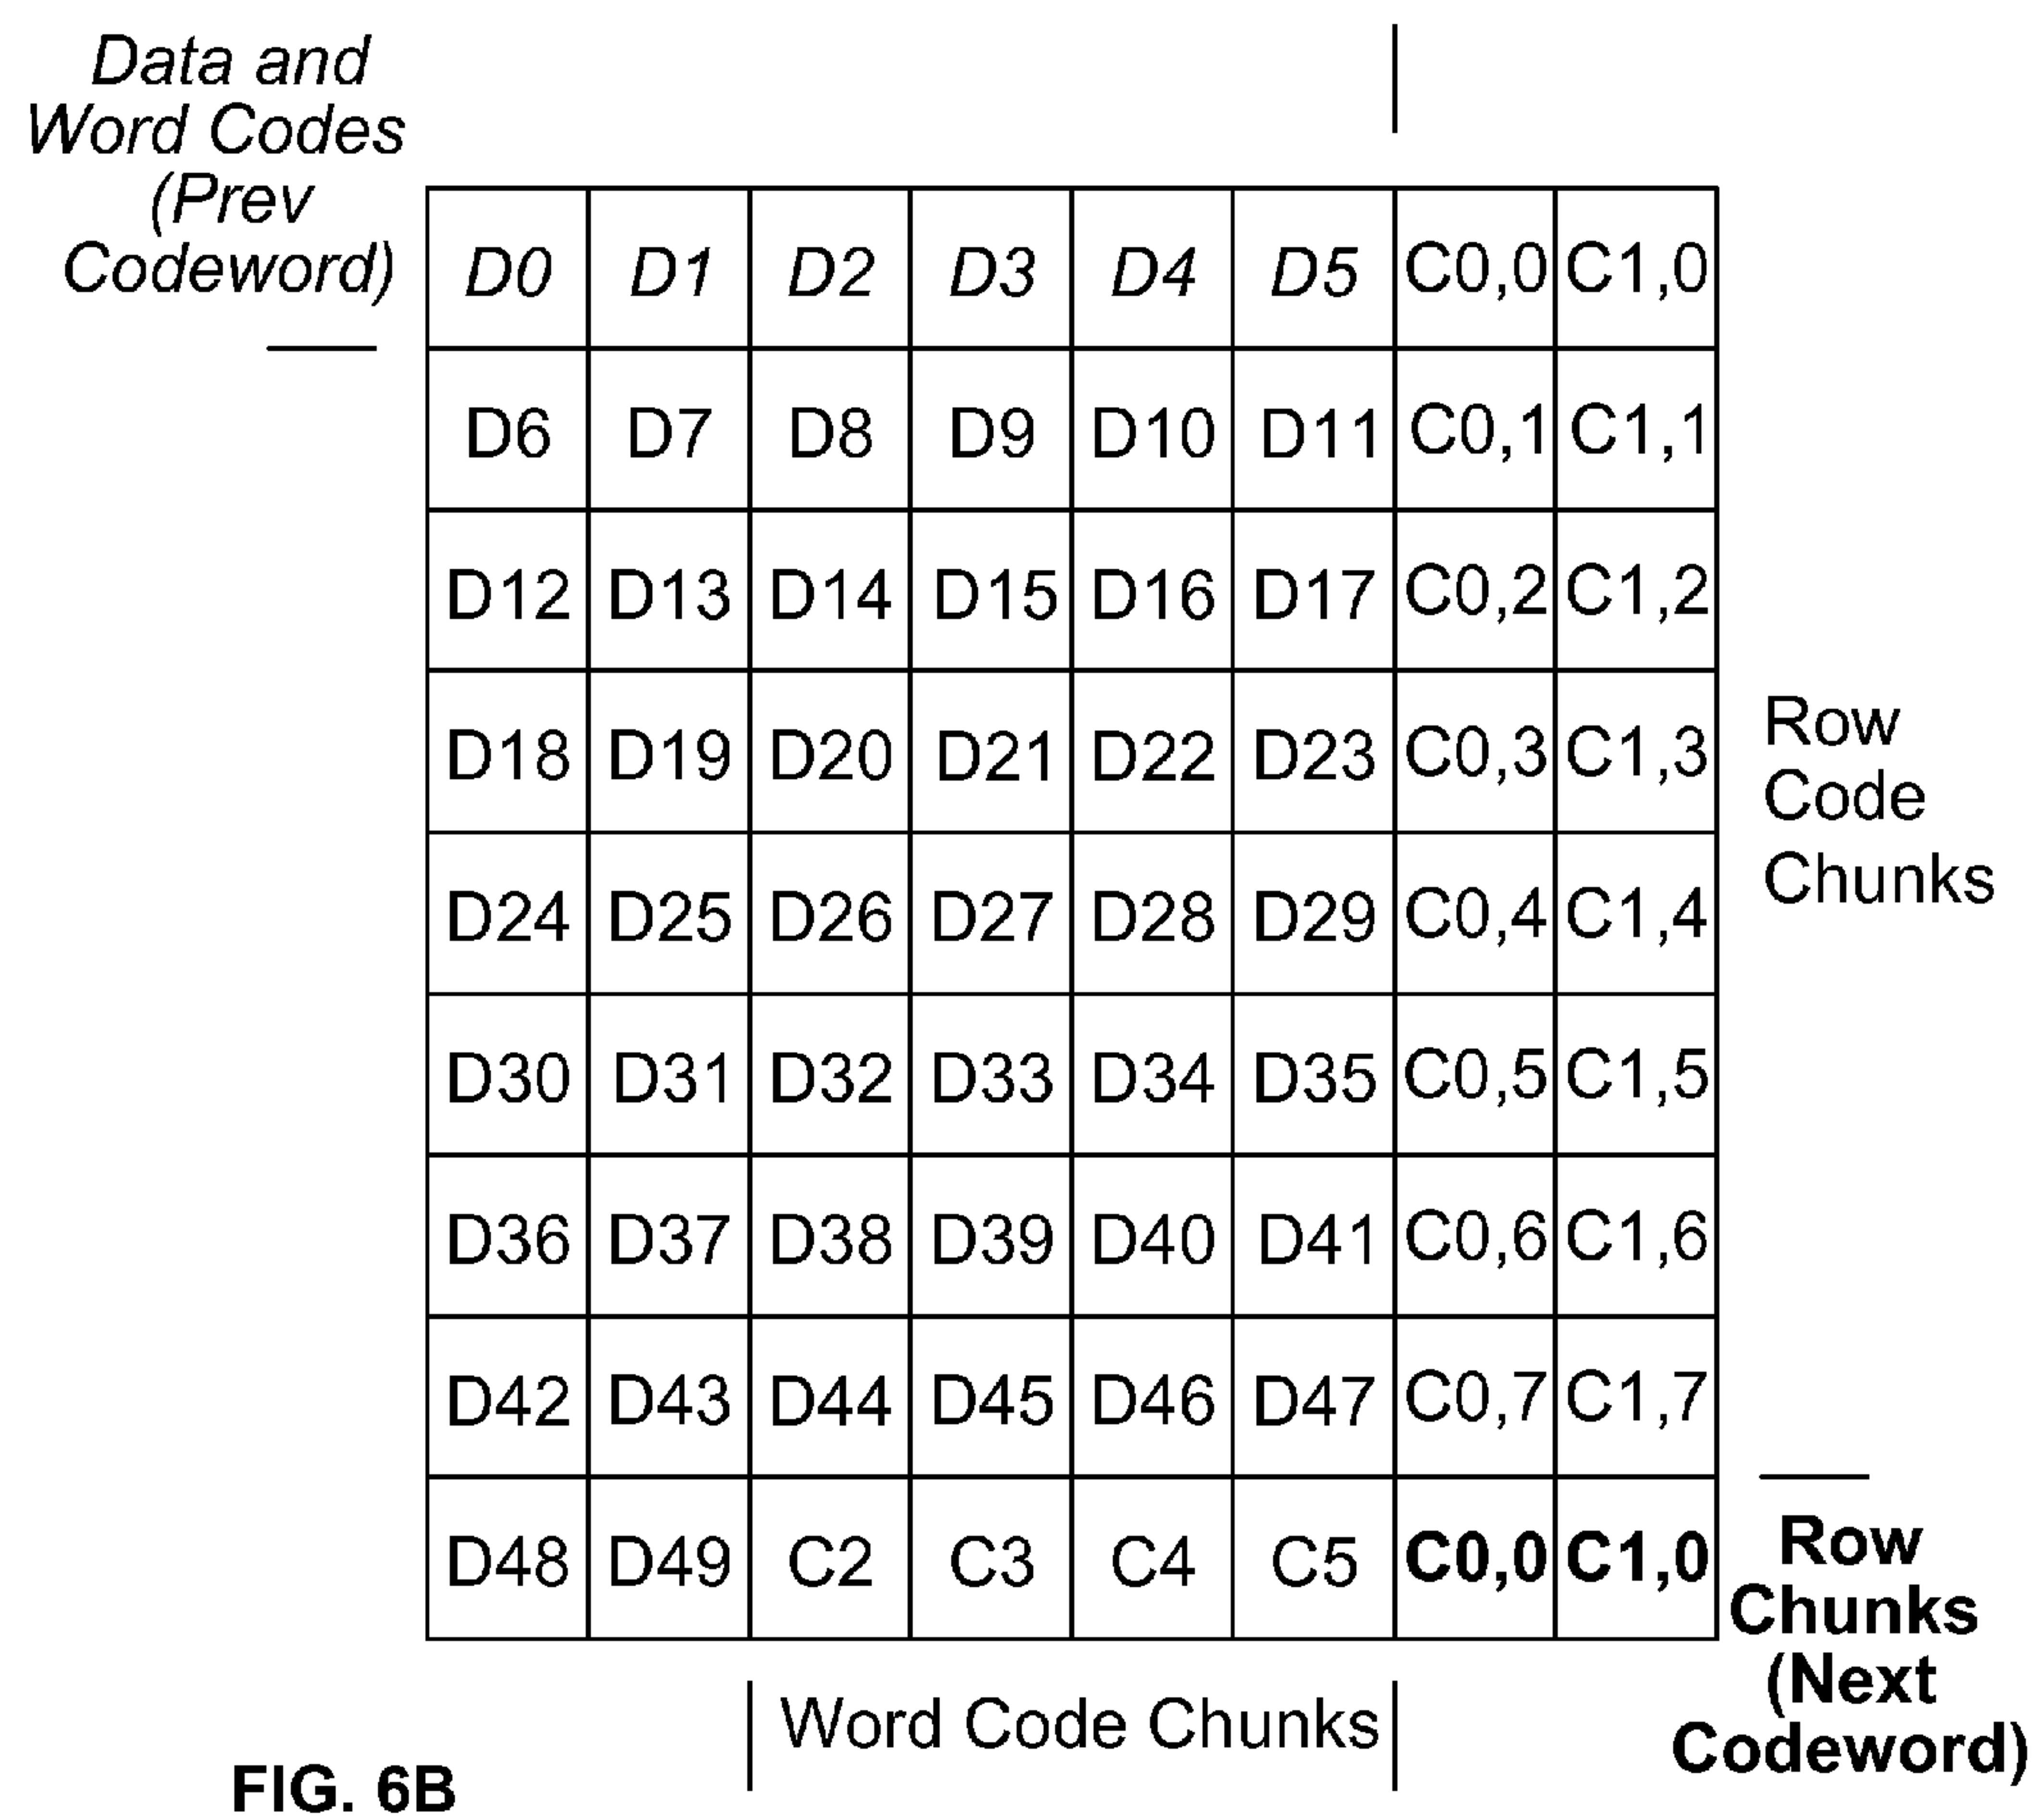 Data and
Word Codes
(Prev
Codeword)
D0 D1 D2 D3 D4 D5 C0,0 C1,0
D6 D7 D8 D9 D10 D11 C0,1 C1,1
D12 D13 D14 D15 D16 D17 C0,2 C1,2
D18 D19 D20 D21 D22 D23 C0,3 C1,3
Row
Code
Chunks
D24 D25 D26 D27 D28 D29 C0,4 C1,4
D30 D31 D32 D33 D34 D35 C0,5 C1,5
D36 D37 D38 D39 D40 D41 C0,6 C1,6
D42 D43 D44 D45 D46 D47 C0,7 C1,7
D48 D49 C2 C3 C4 C5 C0,0 C1,0
Row
Chunks
(Next
Codeword)
Word Code Chunks
FIG. 6B